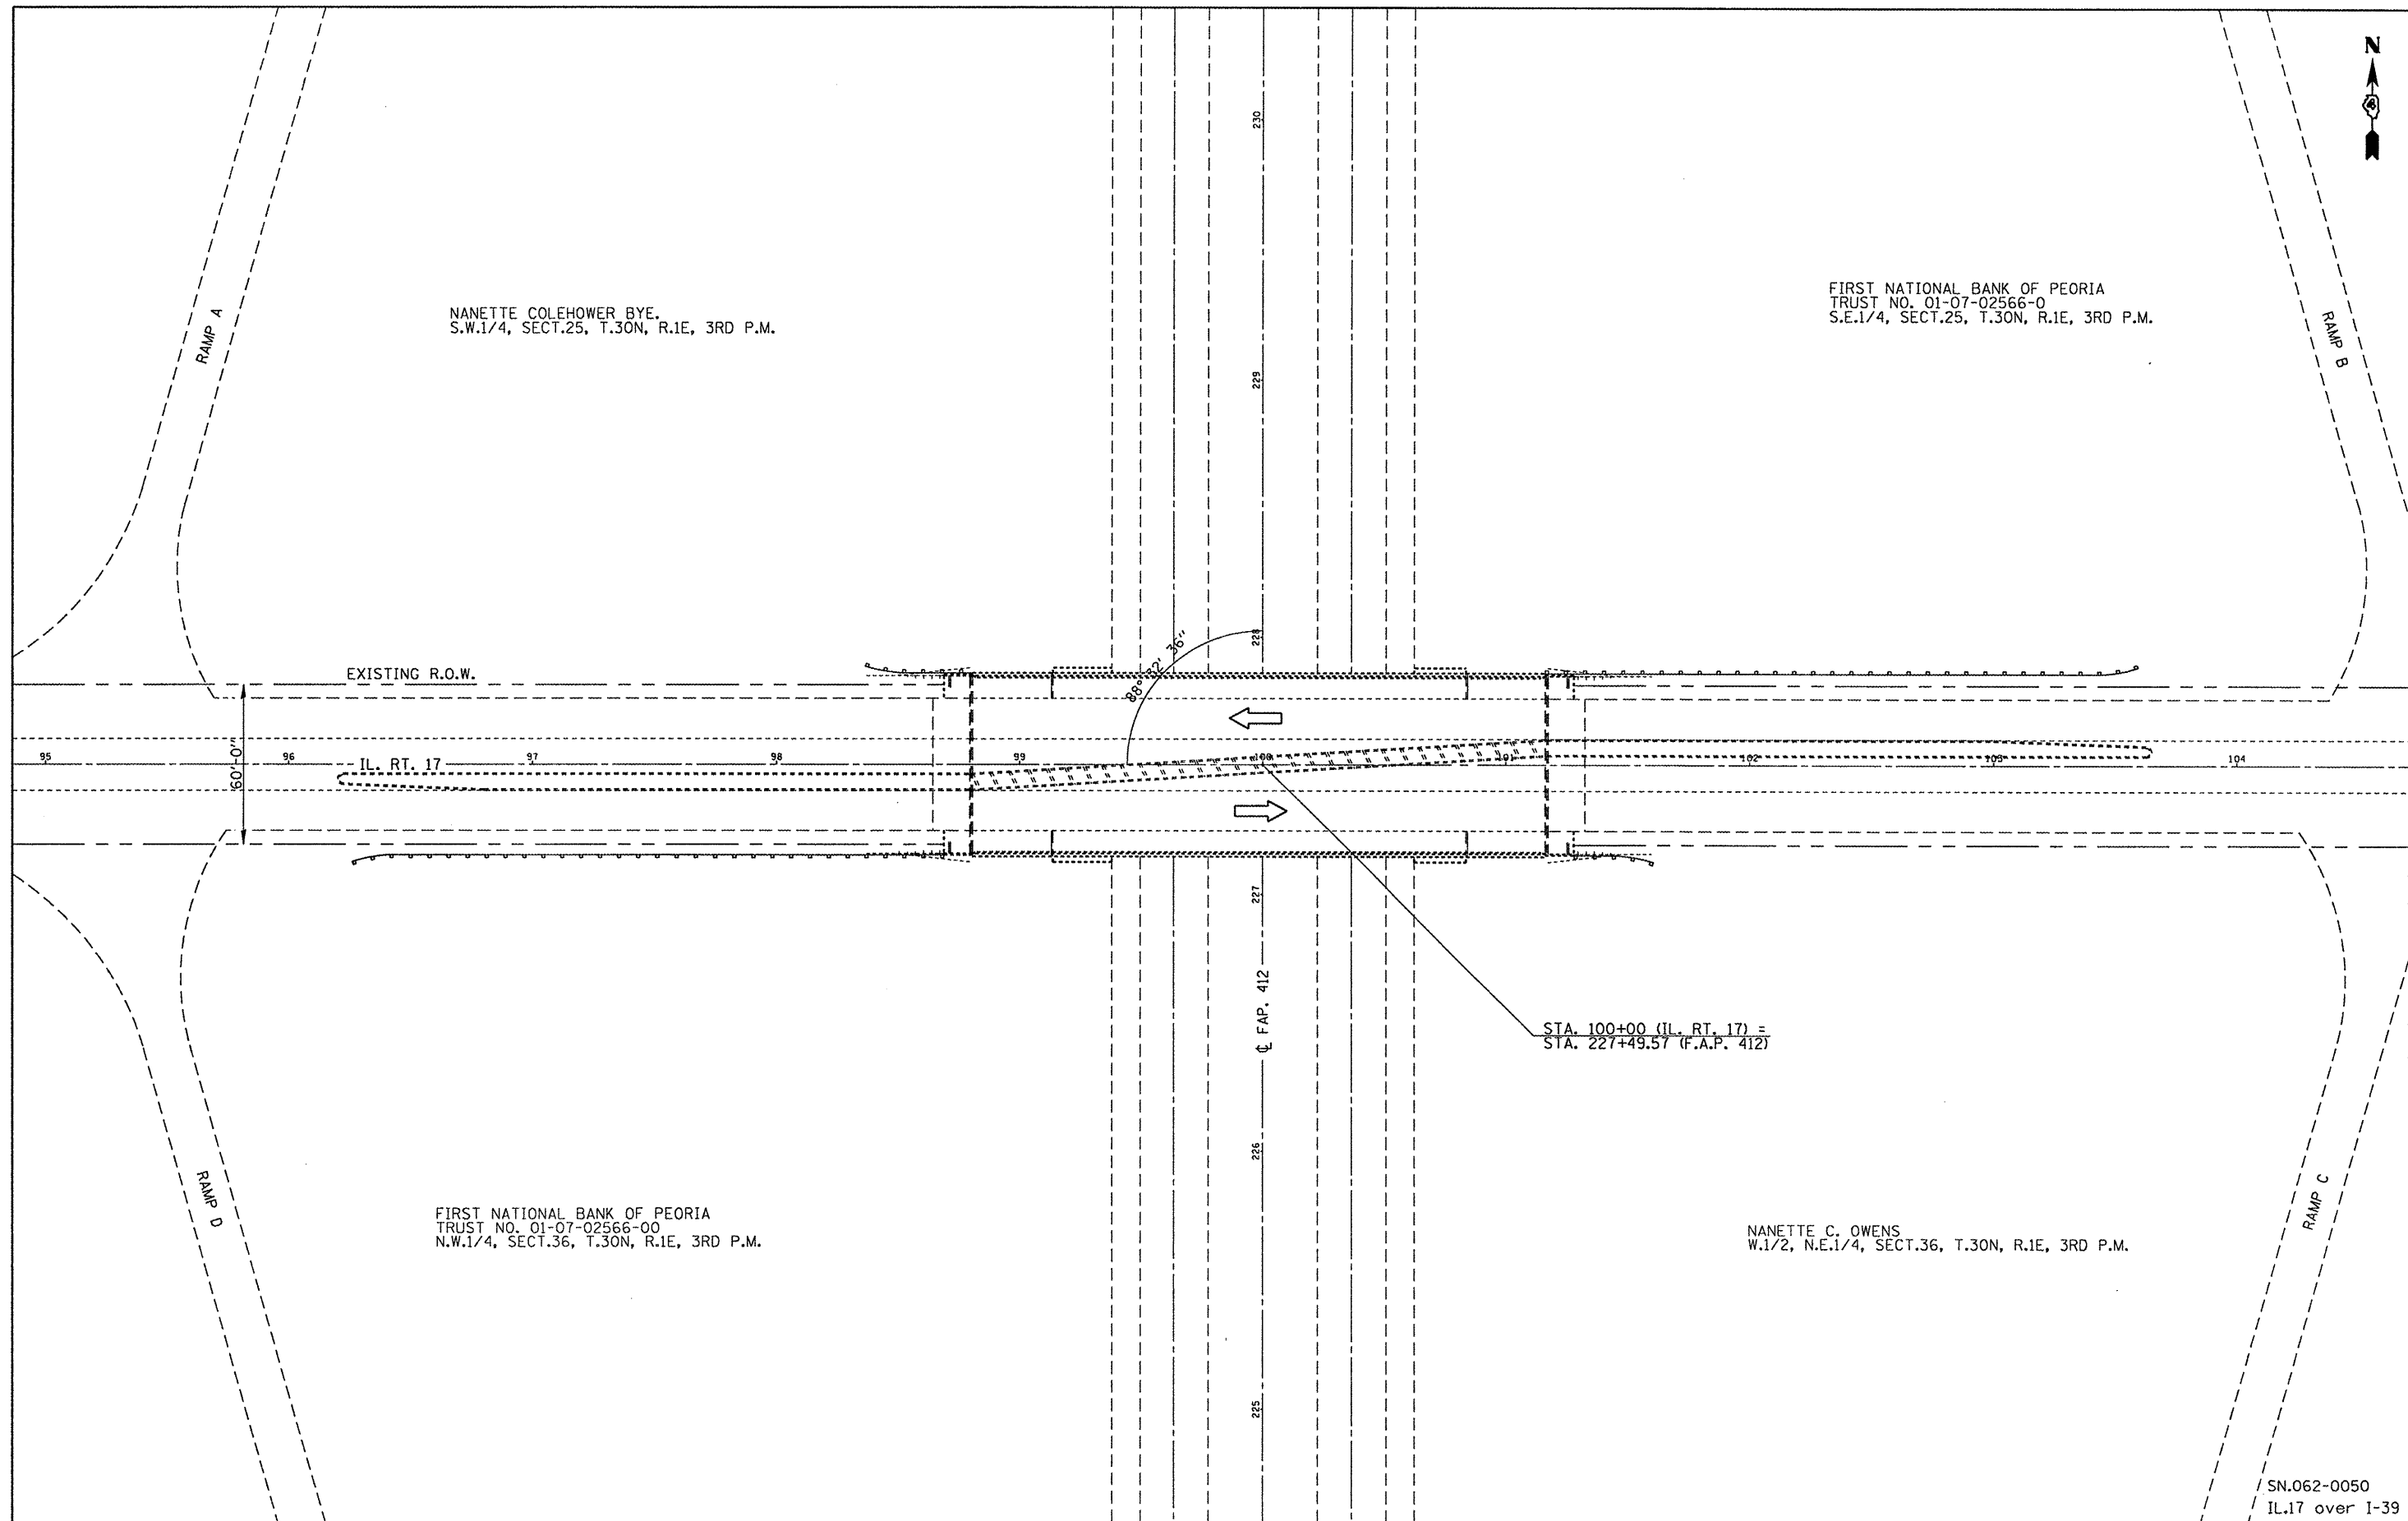 N
230
NANETTE COLEHOWER BYE.
S.W.1/4, SECT.25, T.30N, R.1E, 3RD P.M.
FIRST NATIONAL BANK OF PEORIA
TRUST NO. 01-07-02566-0
S.E.1/4, SECT.25, T.30N, R.1E, 3RD P.M.
RAMP A
RAMP B
229
228
88° 32' 36"
EXISTING R.O.W.
60'-0"
95
96
IL. RT. 17
97
98
99
100
101
102
103
104
227
℄ FAP. 412
STA. 100+00 (IL. RT. 17) =
STA. 227+49.57 (F.A.P. 412)
226
RAMP D
RAMP C
FIRST NATIONAL BANK OF PEORIA
TRUST NO. 01-07-02566-00
N.W.1/4, SECT.36, T.30N, R.1E, 3RD P.M.
NANETTE C. OWENS
W.1/2, N.E.1/4, SECT.36, T.30N, R.1E, 3RD P.M.
225
SN.062-0050
IL.17 over I-39